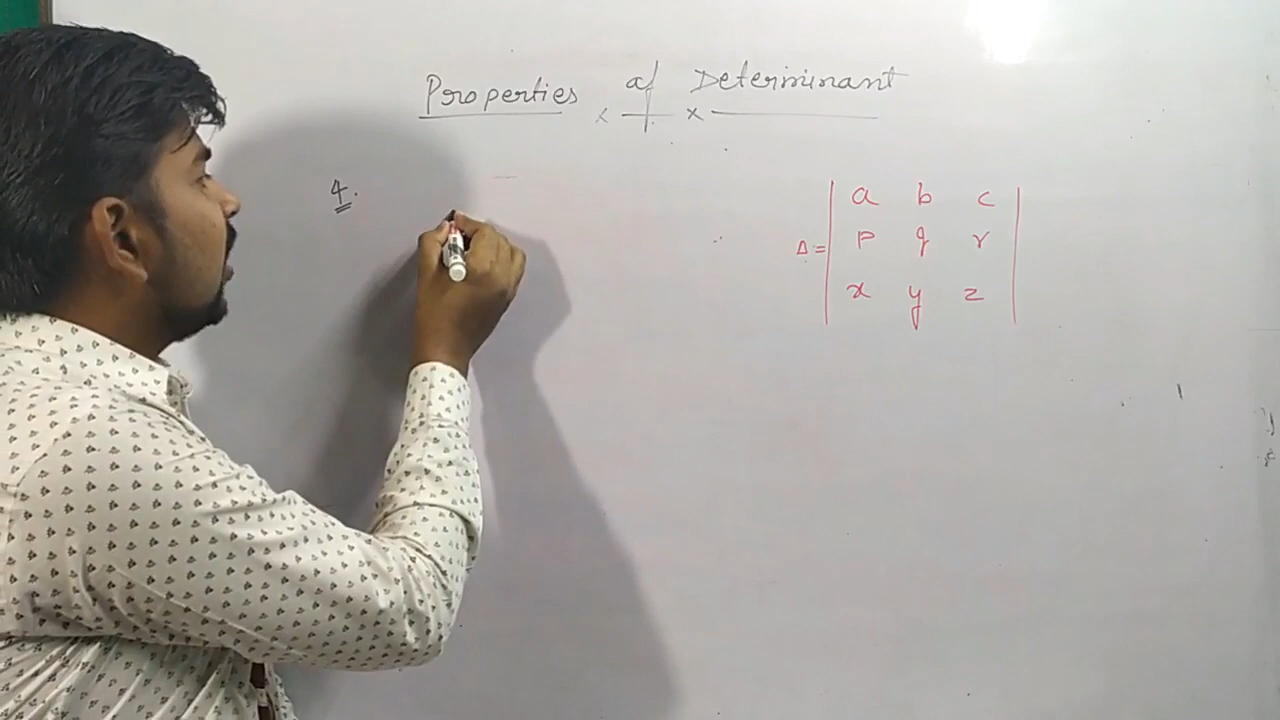 Properties of Determinant
x x
4.
a b c
Δ = p q r
x y z